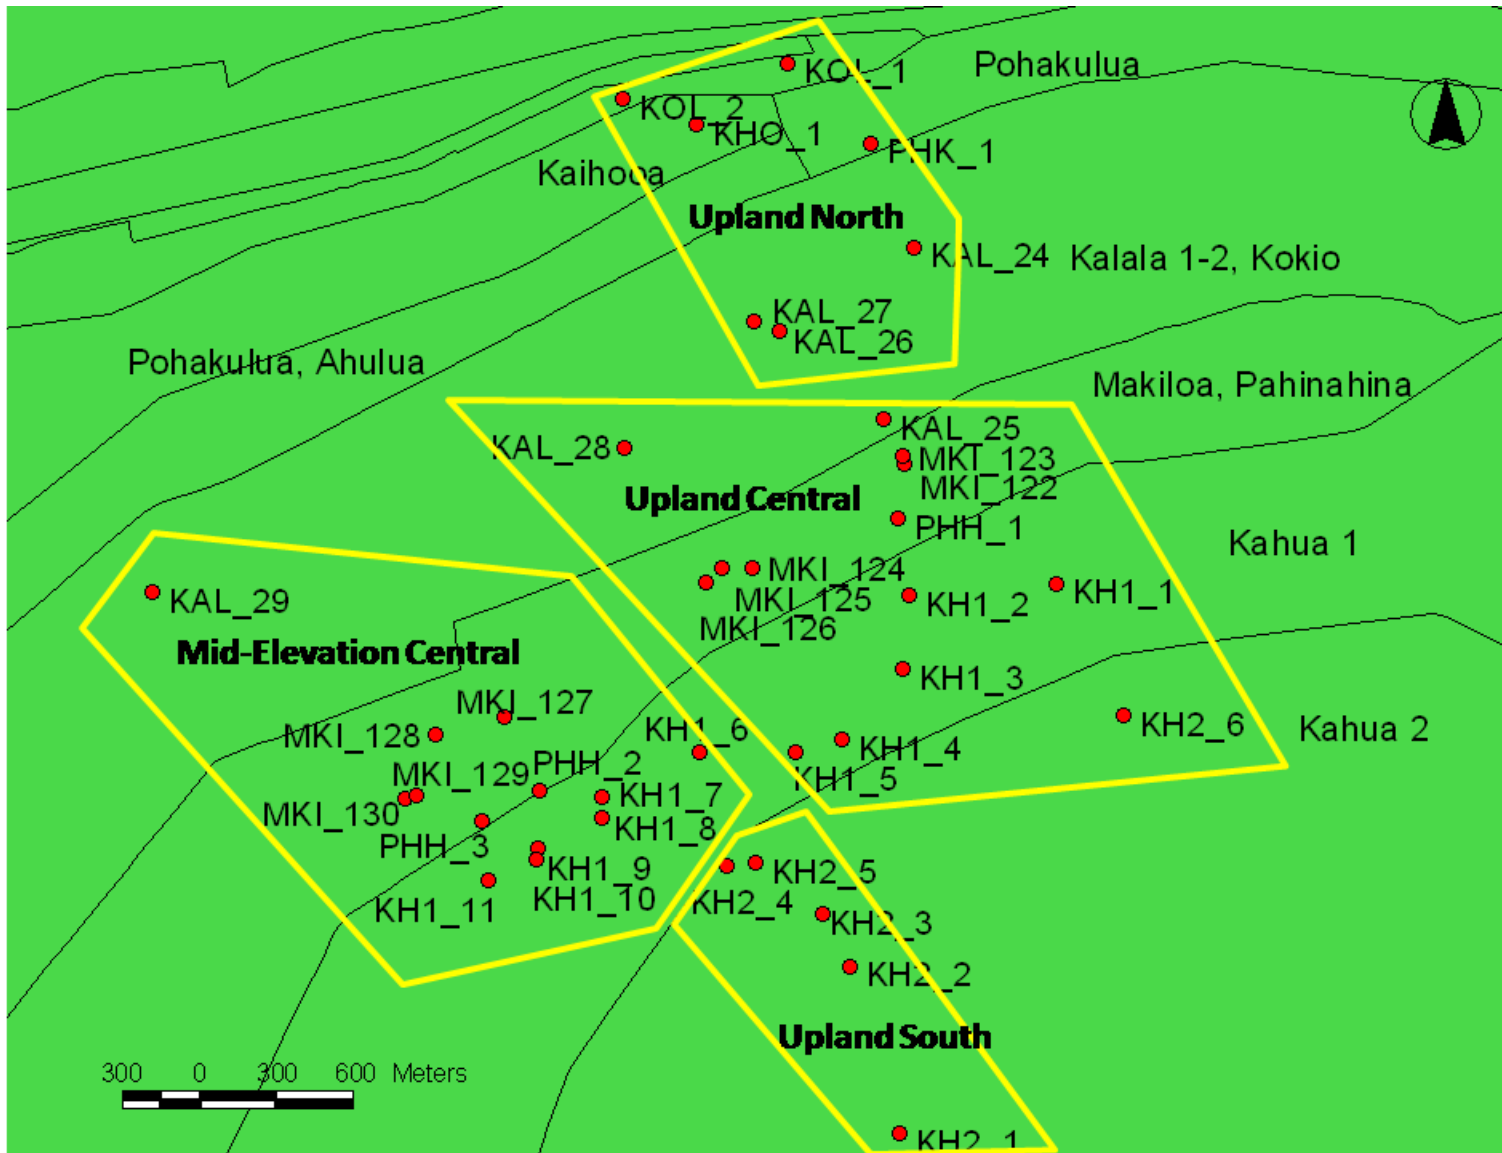 KOL_1
Pohakulua
KOL_2
KHO_1
PHK_1
Kaihooa
Upland North
KAL_24
Kalala 1-2, Kokio
KAL_27
KAL_26
Pohakulua, Ahulua
Makiloa, Pahinahina
KAL_25
KAL_28
MKI_123
MKI_122
Upland Central
PHH_1
Kahua 1
MKI_124
MKI_125
MKI_126
KH1_2
KH1_1
KAL_29
Mid-Elevation Central
KH1_3
MKI_127
MKI_128
KH1_6
KH1_4
KH2_6
Kahua 2
KH1_5
PHH_2
MKI_129
MKI_130
KH1_7
KH1_8
PHH_3
KH1_9
KH1_10
KH1_11
KH2_5
KH2_4
KH2_3
KH2_2
Upland South
300 0 300 600 Meters
KH2_1